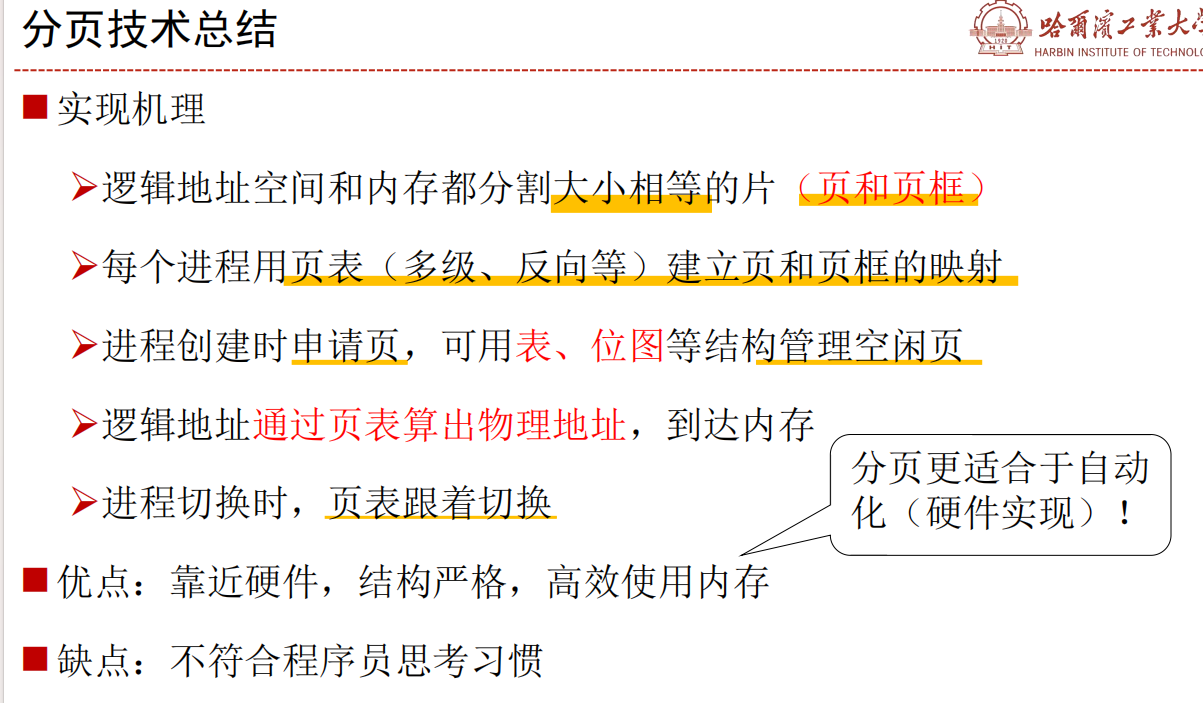 分页技术总结
哈尔滨工业大学
HARBIN INSTITUTE OF TECHNOLO
HIT
1920
实现机理
逻辑地址空间和内存都分割大小相等的片（页和页框）
每个进程用页表（多级、反向等）建立页和页框的映射
进程创建时申请页，可用表、位图等结构管理空闲页
逻辑地址通过页表算出物理地址，到达内存
进程切换时，页表跟着切换
分页更适合于自动
化（硬件实现）！
优点：靠近硬件，结构严格，高效使用内存
缺点：不符合程序员思考习惯